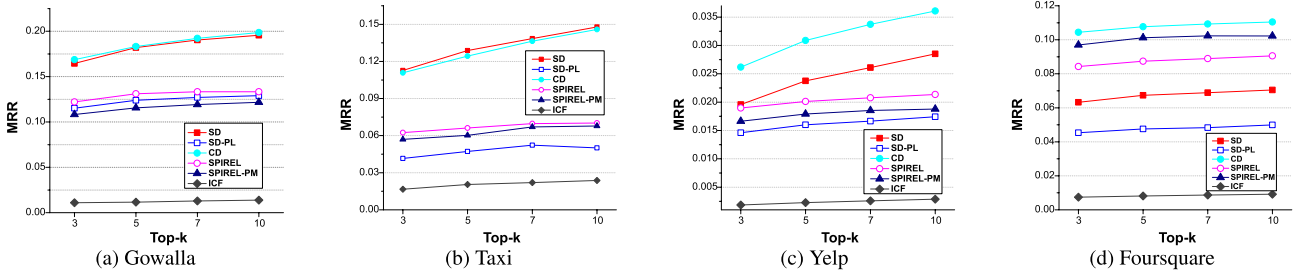 MRR
0.20
0.15
0.10
0.05
0.00
SD
SD-PL
CD
SPIREL
SPIREL-PM
ICF
3 5 7 10
Top-k
(a) Gowalla
MRR
0.15
0.12
0.09
0.06
0.03
0.00
SD
SD-PL
CD
SPIREL
SPIREL-PM
ICF
3 5 7 10
Top-k
(b) Taxi
MRR
0.035
0.030
0.025
0.020
0.015
0.005
SD
SD-PL
CD
SPIREL
SPIREL-PM
ICF
3 5 7 10
Top-k
(c) Yelp
MRR
0.12
0.10
0.08
0.06
0.04
0.02
0.00
SD
SD-PL
CD
SPIREL
SPIREL-PM
ICF
3 5 7 10
Top-k
(d) Foursquare